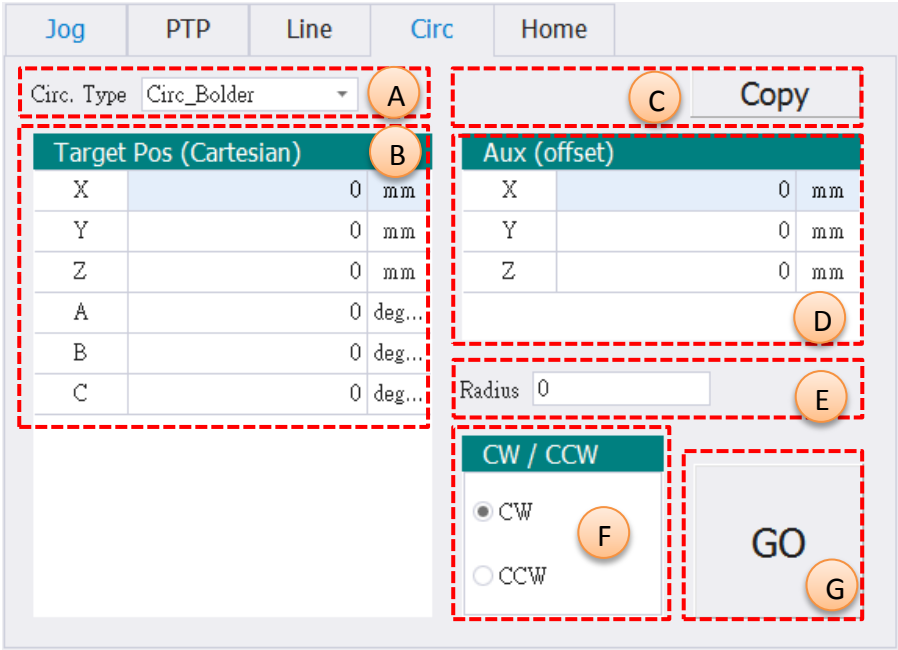 Jog PTP Line Circ Home
Circ. Type Circ_Bolder A
C Copy
Target Pos (Cartesian) B
X 0 mm
Y 0 mm
Z 0 mm
A 0 deg...
B 0 deg...
C 0 deg...
Aux (offset)
X 0 mm
Y 0 mm
Z 0 mm
D
Radius 0 E
CW / CCW
CW
CCW
F
GO
G